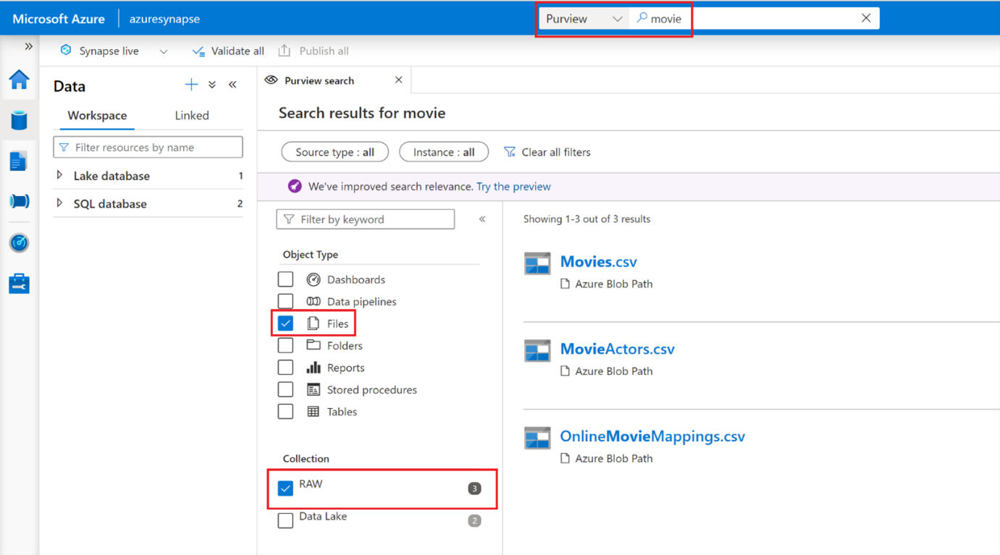 Microsoft Azure azuresynapse Purview movie
Synapse live Validate all Publish all
Data
Workspace Linked
Filter resources by name
Lake database 1
SQL database 2
Purview search
Search results for movie
Source type : all Instance : all Clear all filters
We've improved search relevance. Try the preview
Filter by keyword
Object Type
Dashboards
Data pipelines
Files
Folders
Reports
Stored procedures
Tables
Collection
RAW 3
Data Lake 2
Showing 1-3 out of 3 results
Movies.csv
Azure Blob Path
MovieActors.csv
Azure Blob Path
OnlineMovieMappings.csv
Azure Blob Path